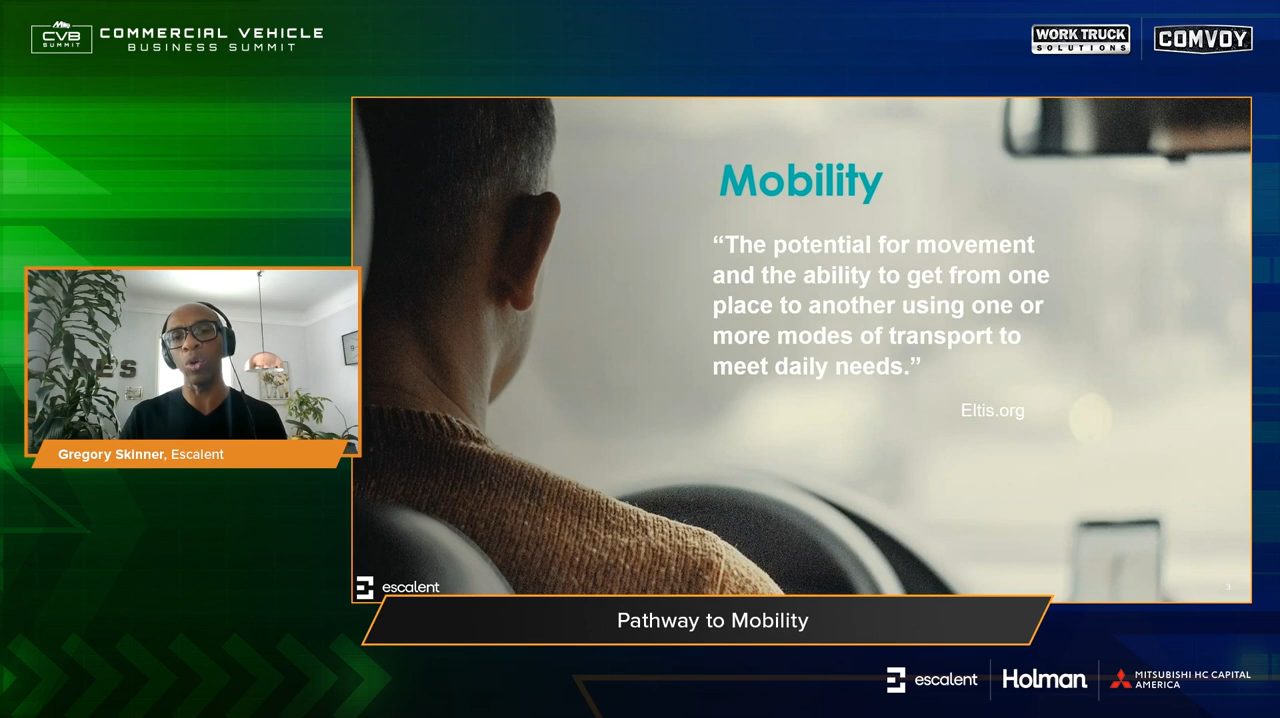 CVB
SUMMIT
COMMERCIAL VEHICLE
BUSINESS SUMMIT
WORK TRUCK
SOLUTIONS
COMVOY
Mobility
“The potential for movement
and the ability to get from one
place to another using one or
more modes of transport to
meet daily needs.”
Eltis.org
Gregory Skinner, Escalent
escalent
3
Pathway to Mobility
escalent
Holman
MITSUBISHI HC CAPITAL
AMERICA